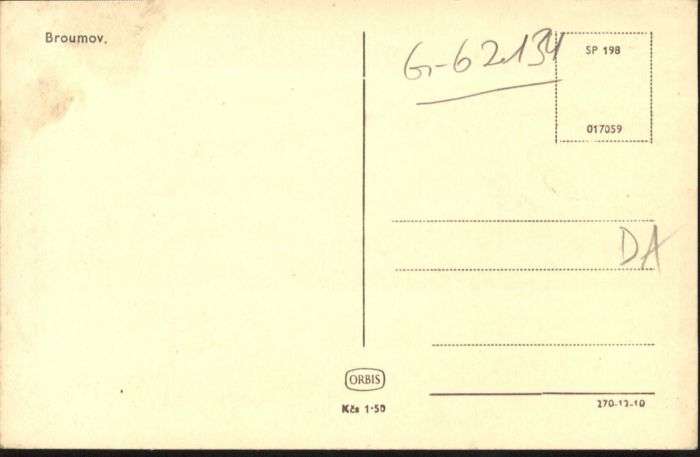 Broumov.
G-62134
SP 198
017059
DA
ORBIS
Kčs 1·50
270-12-10